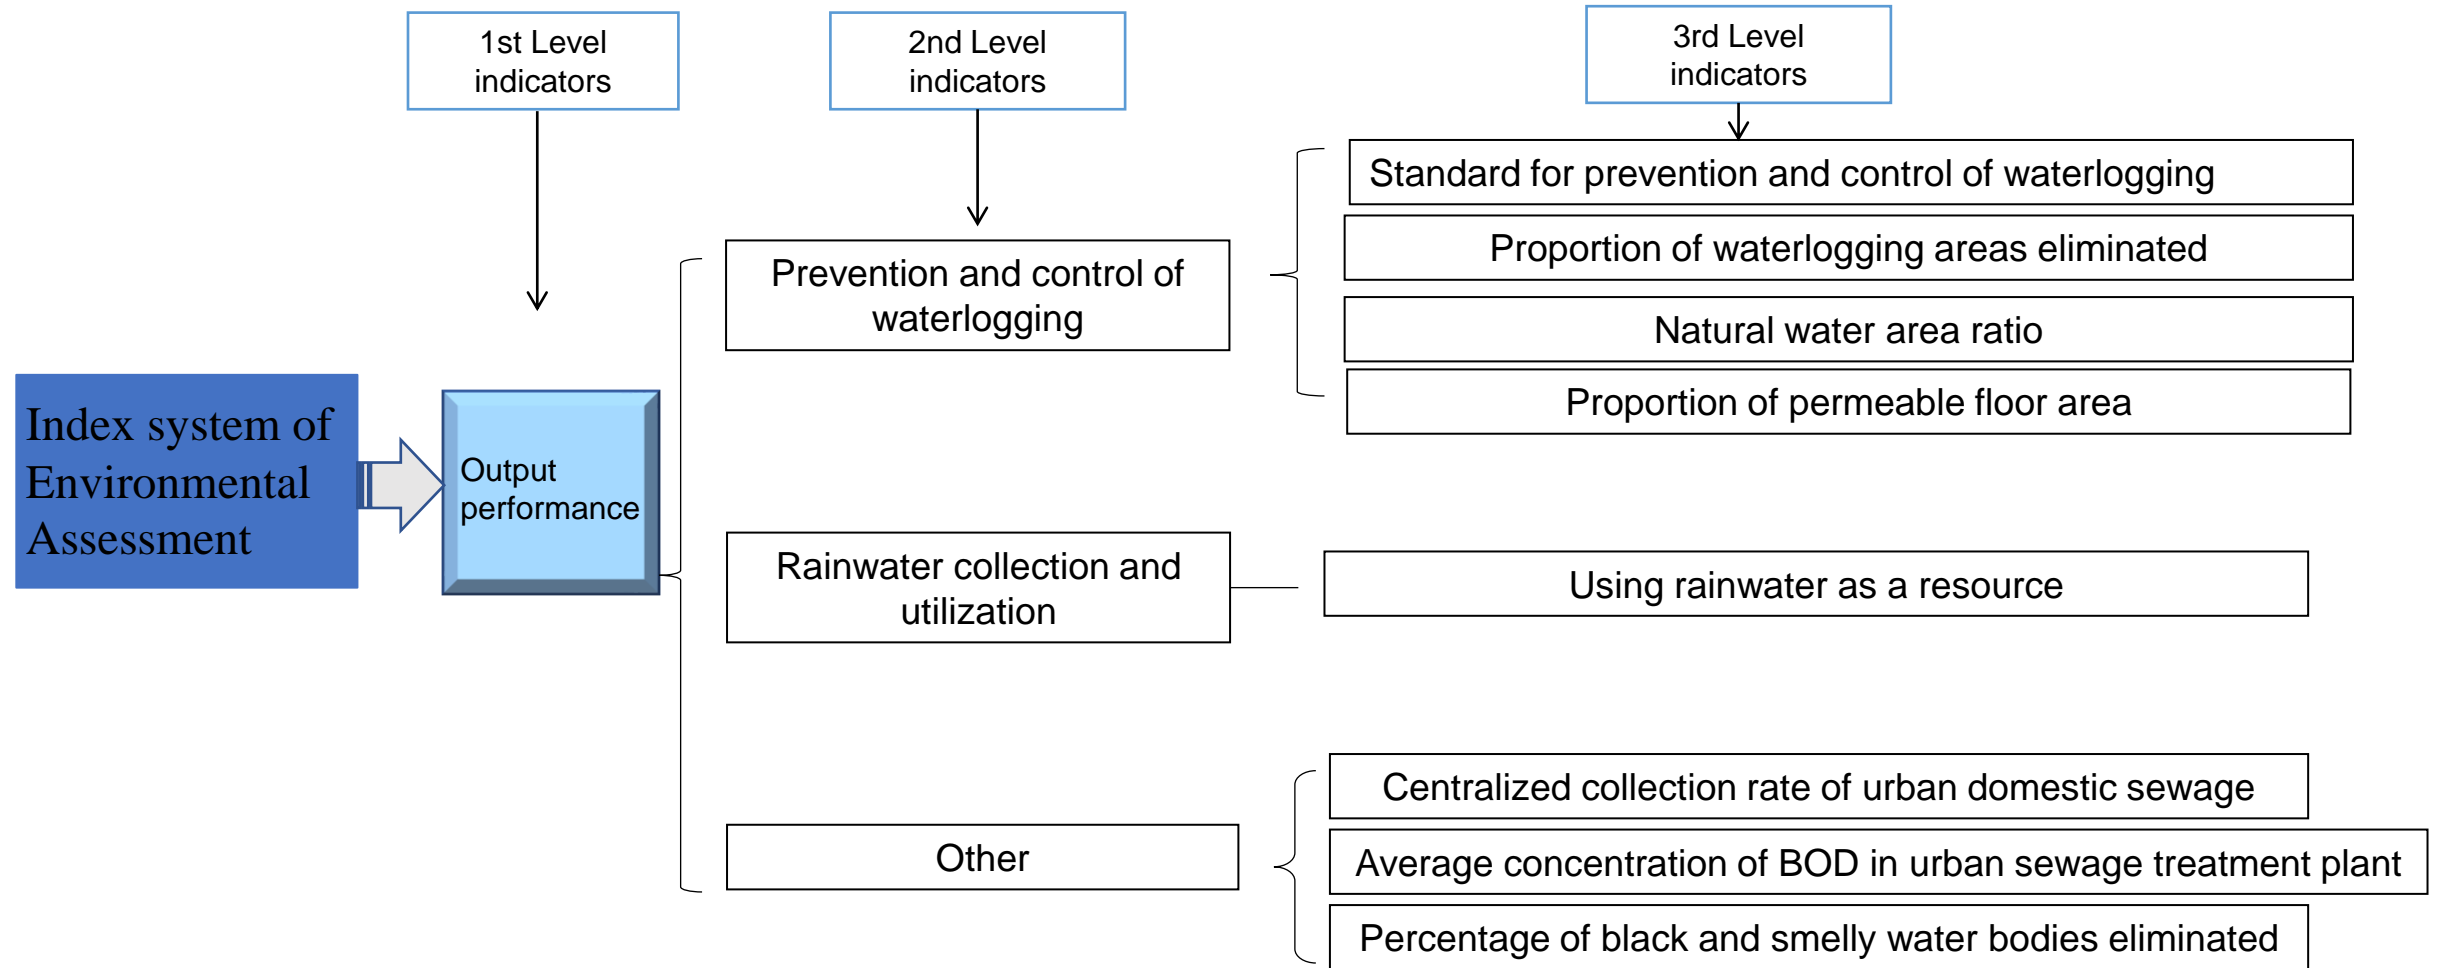 1st Level
indicators
2nd Level
indicators
3rd Level
indicators
Standard for prevention and control of waterlogging
Proportion of waterlogging areas eliminated
Prevention and control of
waterlogging
Natural water area ratio
Proportion of permeable floor area
Index system of
Environmental
Assessment
Output
performance
Rainwater collection and
utilization
Using rainwater as a resource
Centralized collection rate of urban domestic sewage
Other
Average concentration of BOD in urban sewage treatment plant
Percentage of black and smelly water bodies eliminated